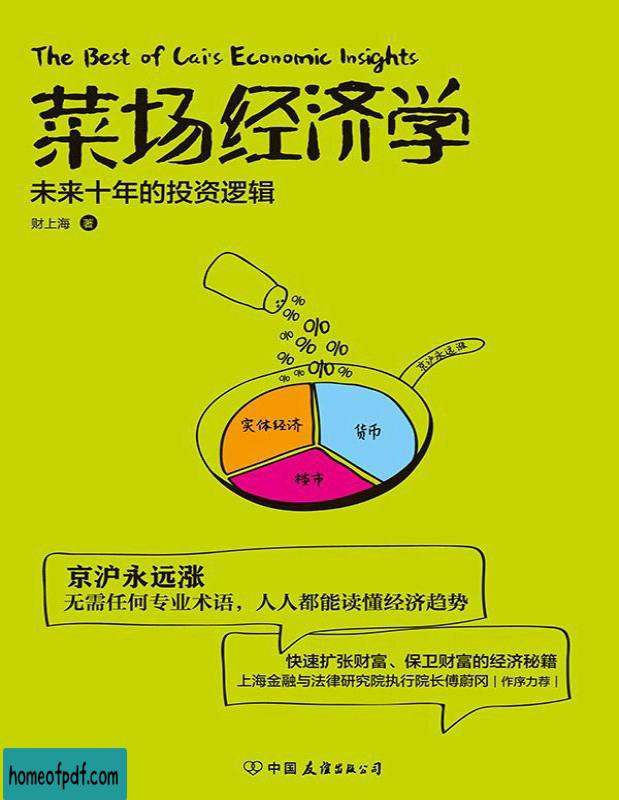 The Best of Cai's Economic Insights
菜场经济学
未来十年的投资逻辑
财上海 著
%
%
%
%
%
%
%
%
%
%
京沪永远涨
实体经济
货币
楼市
京沪永远涨
无需任何专业术语，人人都能读懂经济趋势
快速扩张财富、保卫财富的经济秘籍
上海金融与法律研究院执行院长傅蔚冈|作序力荐|
中国友谊出版公司
homeofpdf.com